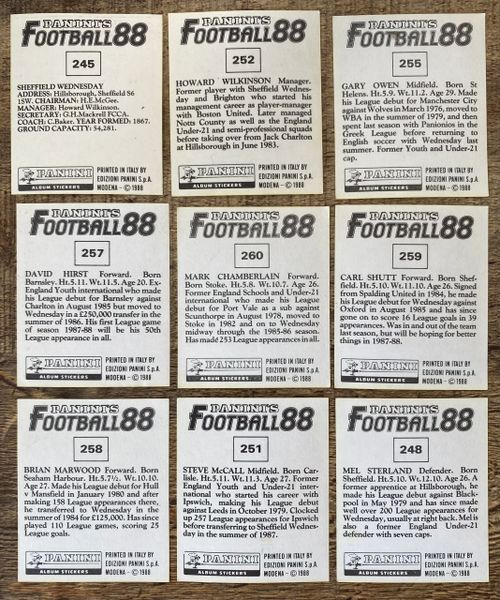 PANINI'S
FOOTBALL 88
245
SHEFFIELD WEDNESDAY
ADDRESS: Hillsborough, Sheffield S6
1SW. CHAIRMAN: H.E.McGee.
MANAGER: Howard Wilkinson.
SECRETARY: G.H.Mackrell FCCA.
COACH: C.Baker. YEAR FORMED: 1867.
GROUND CAPACITY: 54,281.
PANINI
ALBUM STICKERS
PRINTED IN ITALY BY
EDIZIONI PANINI S.p.A.
MODENA - © 1988
PANINI'S
FOOTBALL 88
252
HOWARD WILKINSON Manager.
Former player with Sheffield Wednes-
day and Brighton who started his
management career as player-manager
with Boston United. Later managed
Notts County as well as the England
Under-21 and semi-professional squads
before taking over from Jack Charlton
at Hillsborough in June 1983.
PANINI
ALBUM STICKERS
PRINTED IN ITALY BY
EDIZIONI PANINI S.p.A.
MODENA - © 1988
PANINI'S
FOOTBALL 88
255
GARY OWEN Midfield. Born St
Helens. Ht.5.9. Wt.11.2. Age 29. Made
his League debut for Manchester City
against Wolves in March 1976, moved to
WBA in the summer of 1979, and then
spent last season with Panionios in the
Greek League before returning to
English soccer with Wednesday last
summer. Former Youth and Under-21
cap.
PANINI
ALBUM STICKERS
PRINTED IN ITALY BY
EDIZIONI PANINI S.p.A.
MODENA - © 1988
PANINI'S
FOOTBALL 88
257
DAVID HIRST Forward. Born
Barnsley. Ht.5.11. Wt.11.5. Age 20. Ex-
England Youth international who made
his League debut for Barnsley against
Charlton in August 1985 but moved to
Wednesday in a £250,000 transfer in the
summer of 1986. His first League game
of season 1987-88 will be his 50th
League appearance in all.
PANINI
ALBUM STICKERS
PRINTED IN ITALY BY
EDIZIONI PANINI S.p.A.
MODENA - © 1988
PANINI'S
FOOTBALL 88
260
MARK CHAMBERLAIN Forward.
Born Stoke. Ht.5.8. Wt.10.7. Age 26.
Former England Schools and Under-21
international who made his League
debut for Port Vale as a sub against
Scunthorpe in August 1978, moved to
Stoke in 1982 and on to Wednesday
midway through the 1985-86 season.
Has made 253 League appearances in all.
PANINI
ALBUM STICKERS
PRINTED IN ITALY BY
EDIZIONI PANINI S.p.A.
MODENA - © 1988
PANINI'S
FOOTBALL 88
259
CARL SHUTT Forward. Born Shef-
field. Ht.5.10. Wt.11.10. Age 26. Signed
from Spalding United in 1984, he made
his League debut for Wednesday against
Oxford in August 1985 and has since
gone on to score 16 League goals in 39
appearances. Was in and out of the team
last season, but will be hoping for better
things in 1987-88.
PANINI
ALBUM STICKERS
PRINTED IN ITALY BY
EDIZIONI PANINI S.p.A.
MODENA - © 1988
PANINI'S
FOOTBALL 88
258
BRIAN MARWOOD Forward. Born
Seaham Harbour. Ht.5.7½. Wt.10.10.
Age 27. Made his League debut for Hull
v Mansfield in January 1980 and after
making 158 League appearances there,
he transferred to Wednesday in the
summer of 1984 for £125,000. Has since
played 110 League games, scoring 25
League goals.
PANINI
ALBUM STICKERS
PRINTED IN ITALY BY
EDIZIONI PANINI S.p.A.
MODENA - © 1988
PANINI'S
FOOTBALL 88
251
STEVE McCALL Midfield. Born Car-
lisle. Ht.5.11. Wt.11.3. Age 27. Former
England Youth and Under-21 inter-
national who started his career with
Ipswich, making his League debut
against Leeds in October 1979. Clocked
up 257 League appearances for Ipswich
before transferring to Sheffield Wednes-
day in the summer of 1987.
PANINI
ALBUM STICKERS
PRINTED IN ITALY BY
EDIZIONI PANINI S.p.A.
MODENA - © 1988
PANINI'S
FOOTBALL 88
248
MEL STERLAND Defender. Born
Sheffield. Ht.5.10. Wt.12.10. Age 26. A
former apprentice at Hillsborough, he
made his League debut against Black-
pool in May 1979 and has since made
well over 200 League appearances for
Wednesday, usually at right back. Mel is
also a former England Under-21
defender with seven caps.
PANINI
ALBUM STICKERS
PRINTED IN ITALY BY
EDIZIONI PANINI S.p.A.
MODENA - © 1988